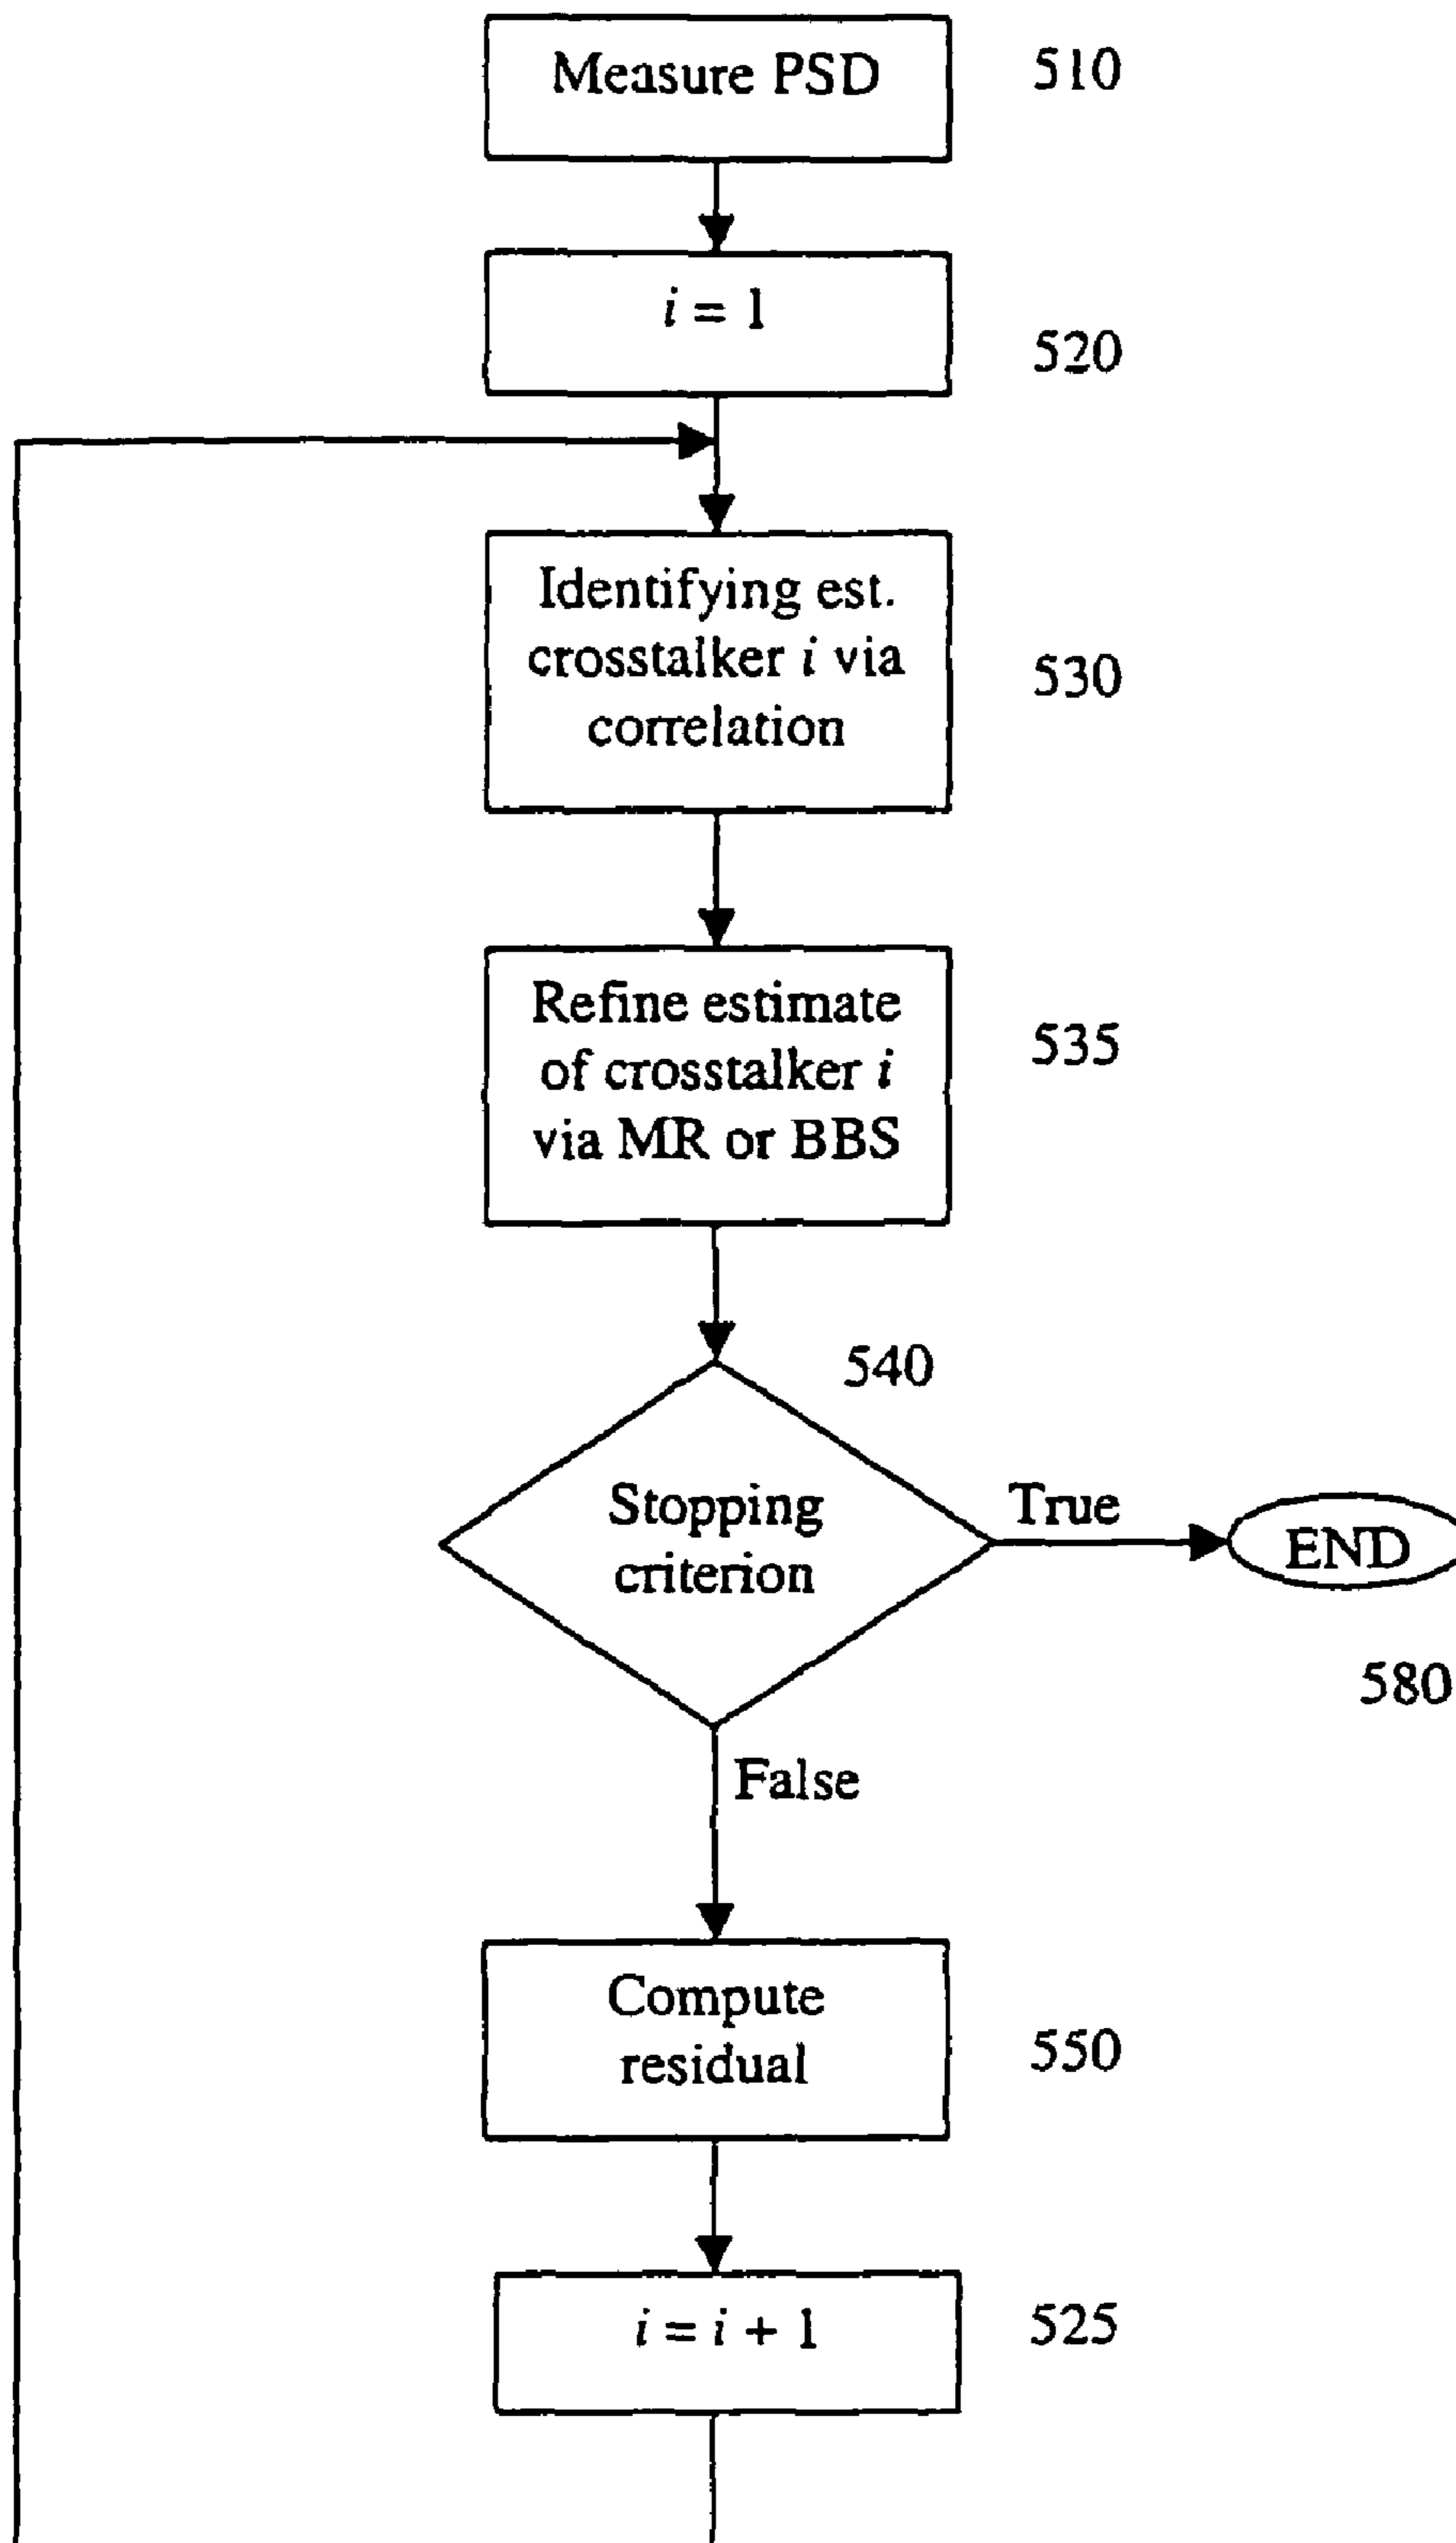 Measure PSD
510
i = 1
520
Identifying est.
crosstalker i via
correlation
530
Refine estimate
of crosstalker i
via MR or BBS
535
540
Stopping
criterion
True
END
580
False
Compute
residual
550
i = i + 1
525